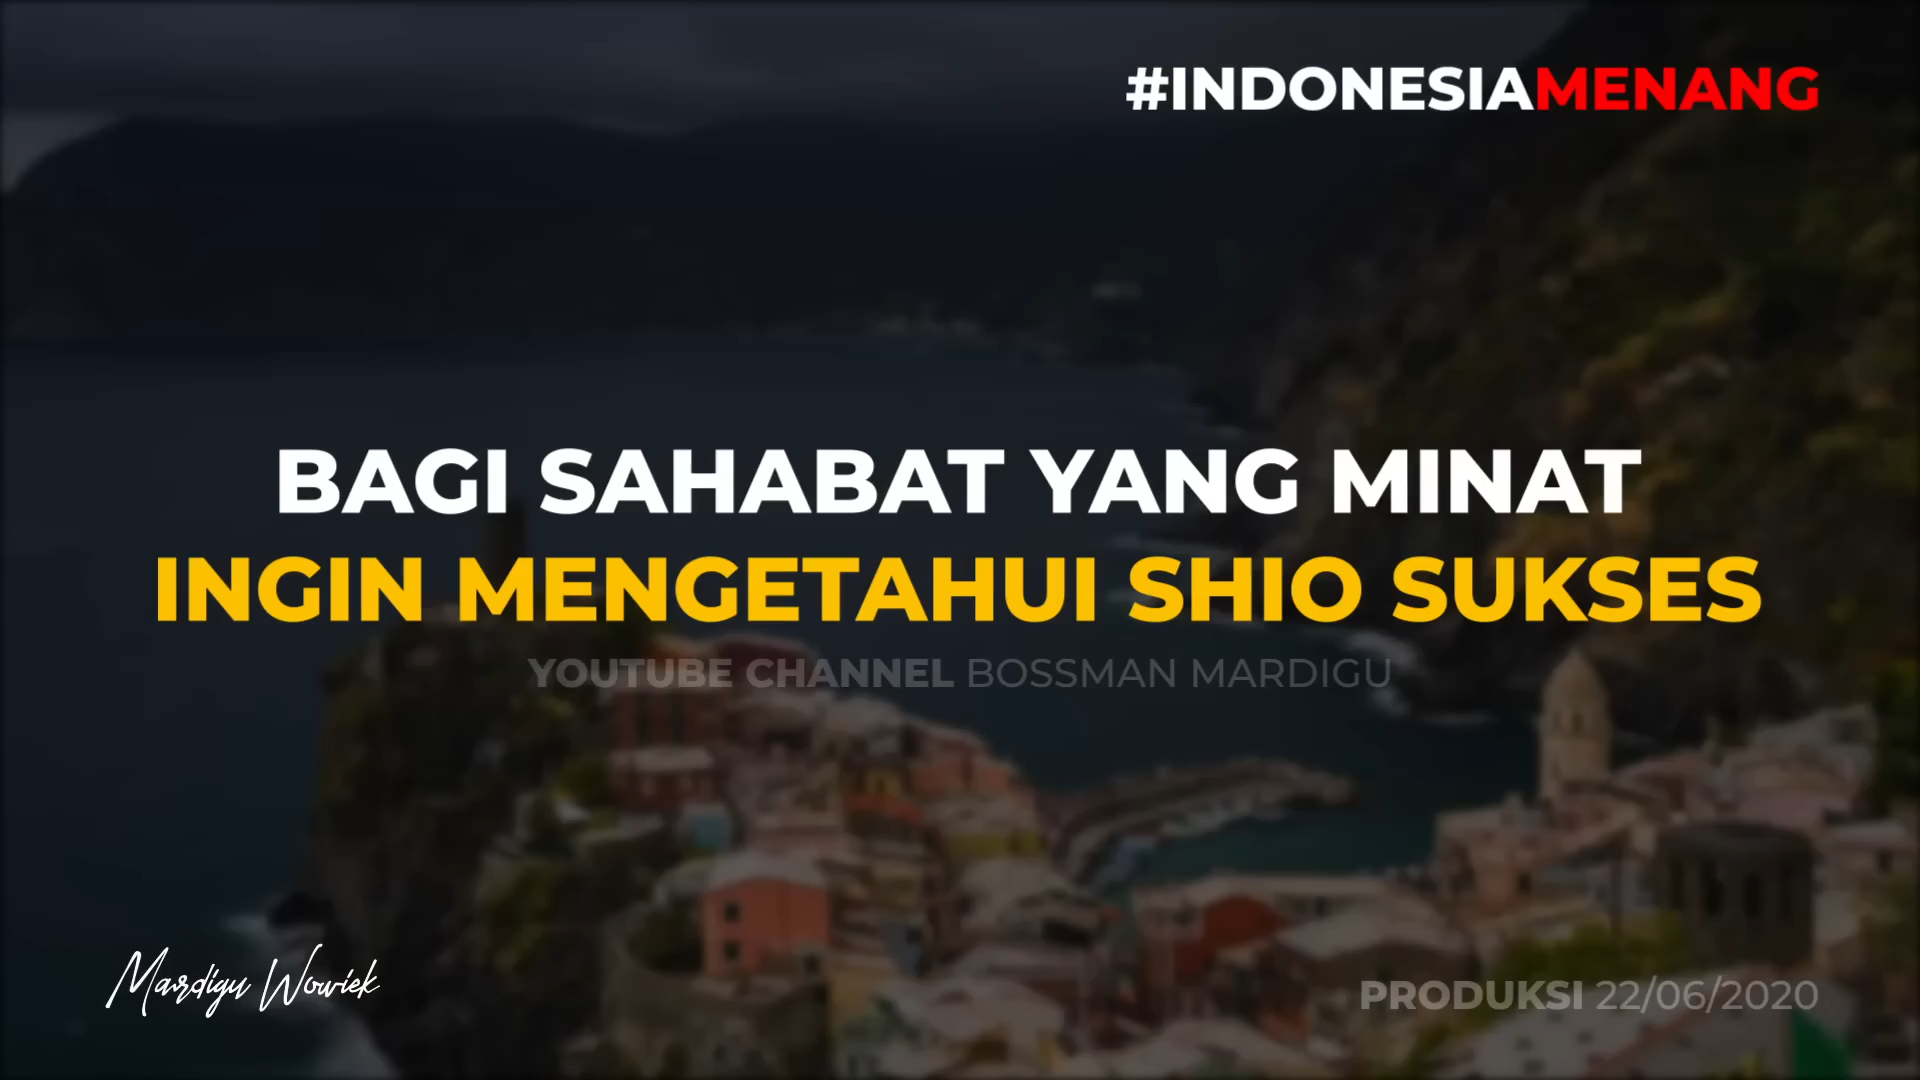 #INDONESIAMENANG
BAGI SAHABAT YANG MINAT
INGIN MENGETAHUI SHIO SUKSES
YOUTUBE CHANNEL BOSSMAN MARDIGU
Mardigu Wowiek
PRODUKSI 22/06/2020